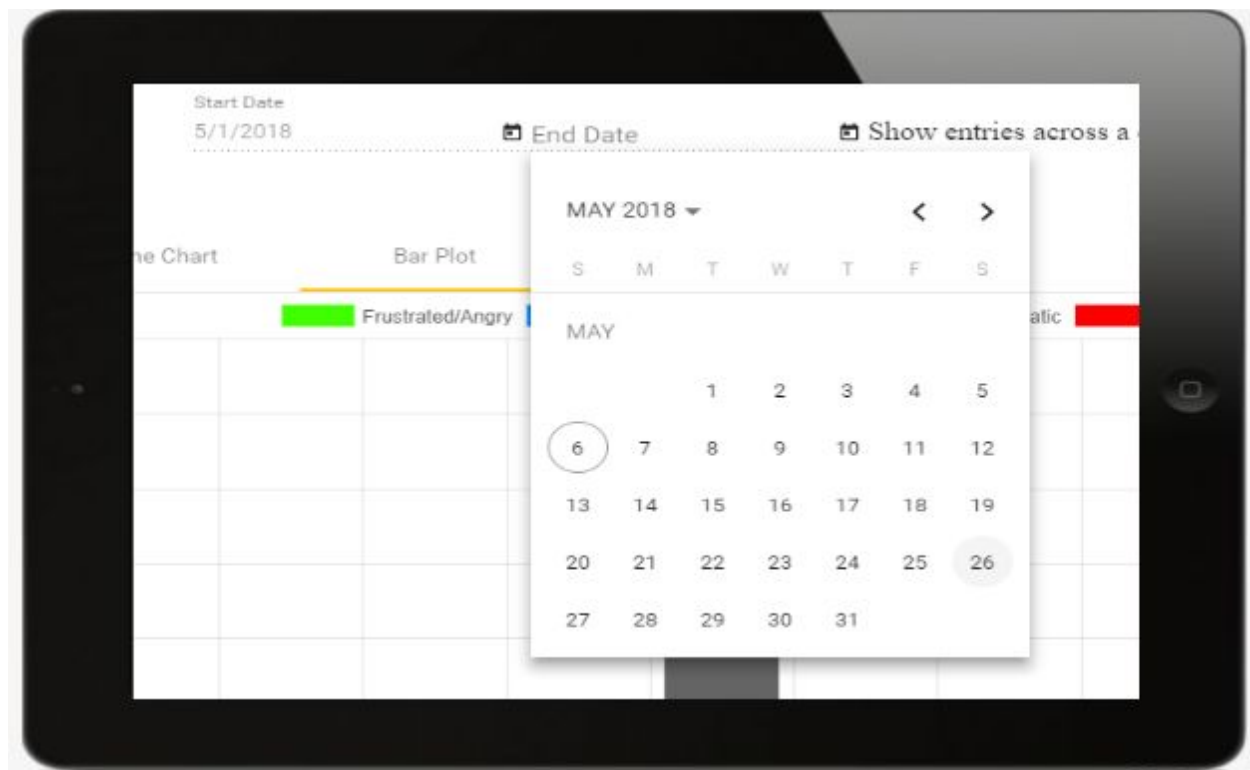 Start Date
5/1/2018
End Date
Show entries across a
MAY 2018
ne Chart
Bar Plot
S M T W T F S
Frustrated/Angry
atic
MAY
1 2 3 4 5
6 7 8 9 10 11 12
13 14 15 16 17 18 19
20 21 22 23 24 25 26
27 28 29 30 31